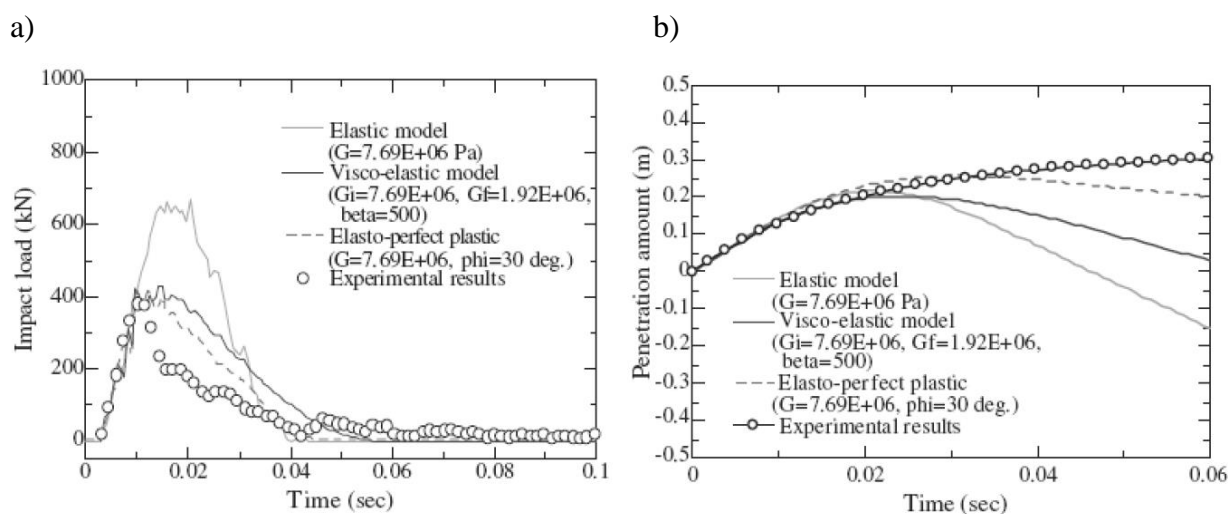 a)
1000
800
600
400
200
0
Impact load (kN)
Elastic model
(G=7.69E+06 Pa)
Visco-elastic model
(Gi=7.69E+06, Gf=1.92E+06,
beta=500)
Elasto-perfect plastic
(G=7.69E+06, phi=30 deg.)
Experimental results
0 0.02 0.04 0.06 0.08 0.1
Time (sec)
b)
0.5
0.4
0.3
0.2
0.1
0
-0.1
-0.2
-0.3
-0.4
-0.5
Penetration amount (m)
Elastic model
(G=7.69E+06 Pa)
Visco-elastic model
(Gi=7.69E+06, Gf=1.92E+06,
beta=500)
Elasto-perfect plastic
(G=7.69E+06, phi=30 deg.)
Experimental results
0 0.02 0.04 0.06
Time (sec)